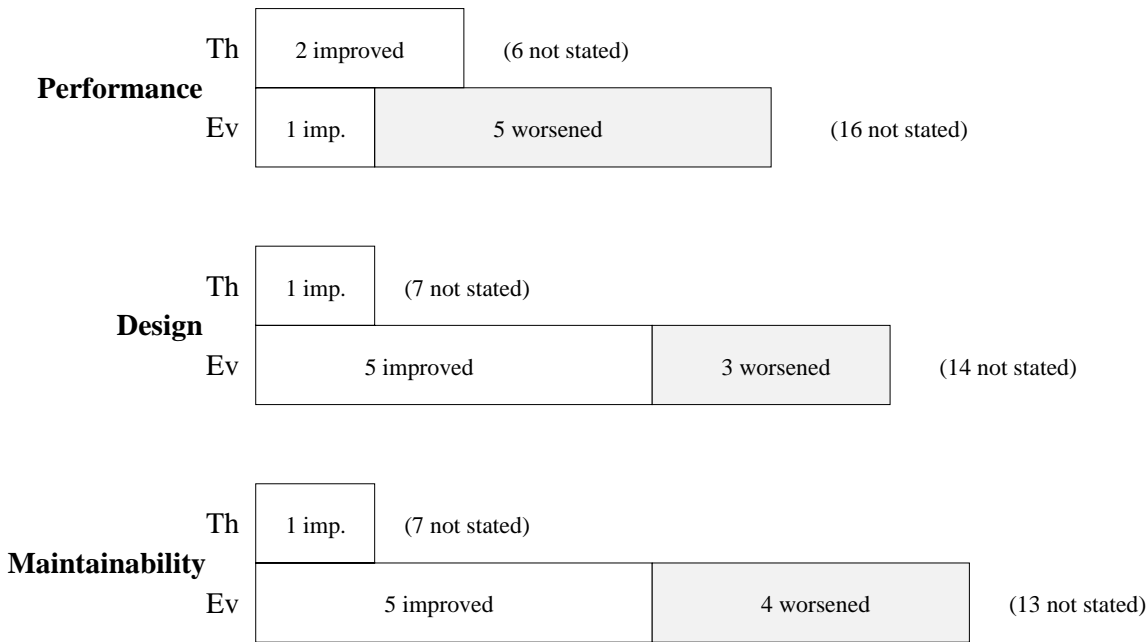 Th 2 improved (6 not stated)
Performance
Ev 1 imp. 5 worsened (16 not stated)
Th 1 imp. (7 not stated)
Design
Ev 5 improved 3 worsened (14 not stated)
Th 1 imp. (7 not stated)
Maintainability
Ev 5 improved 4 worsened (13 not stated)